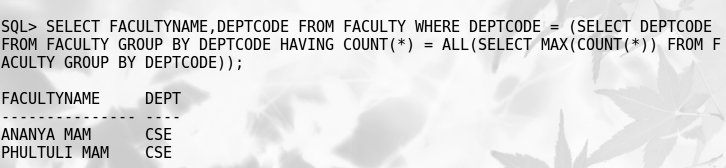 SQL> SELECT FACULTYNAME,DEPTCODE FROM FACULTY WHERE DEPTCODE = (SELECT DEPTCODE
FROM FACULTY GROUP BY DEPTCODE HAVING COUNT(*) = ALL(SELECT MAX(COUNT(*)) FROM F
ACULTY GROUP BY DEPTCODE));
FACULTYNAME     DEPT
--------------- ----
ANANYA MAM      CSE
PHULTULI MAM    CSE